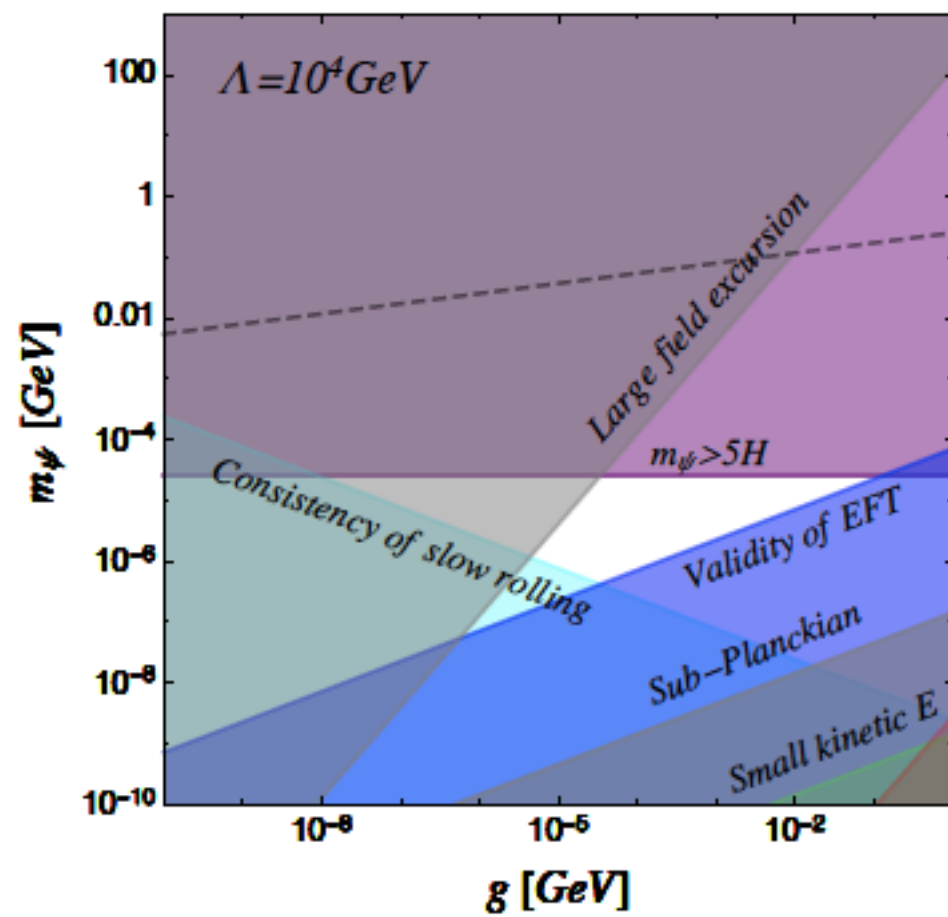 Λ=10⁴GeV
100
1
0.01
10⁻⁴
10⁻⁶
10⁻⁸
10⁻¹⁰
m_ψ [GeV]
Large field excursion
m_ψ>5H
Consistency of slow rolling
Validity of EFT
Sub-Planckian
Small kinetic E
10⁻⁸
10⁻⁵
10⁻²
g [GeV]